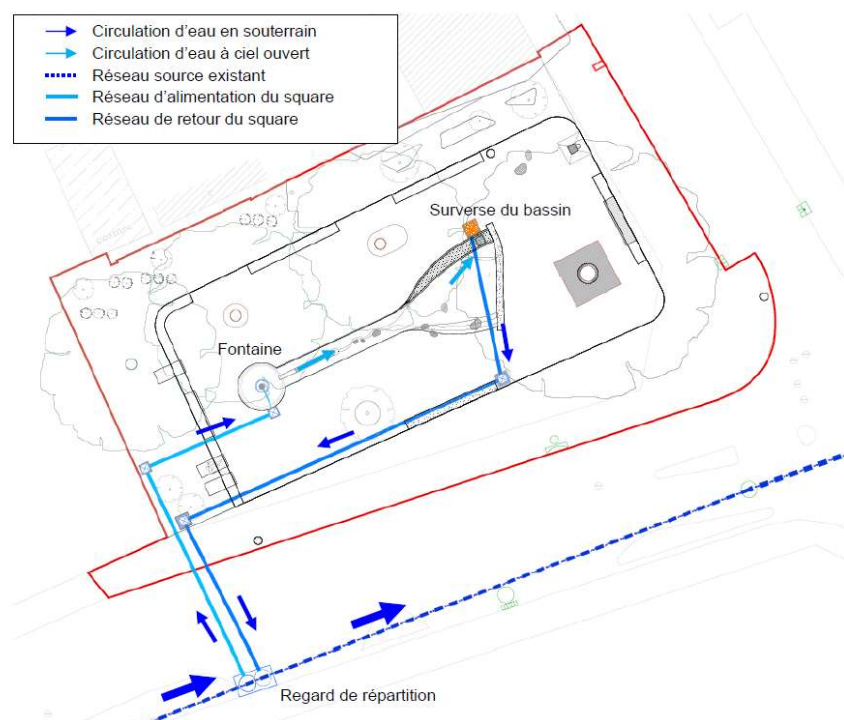 Circulation d'eau en souterrain
Circulation d'eau à ciel ouvert
Réseau source existant
Réseau d'alimentation du square
Réseau de retour du square
Surverse du bassin
Fontaine
Regard de répartition